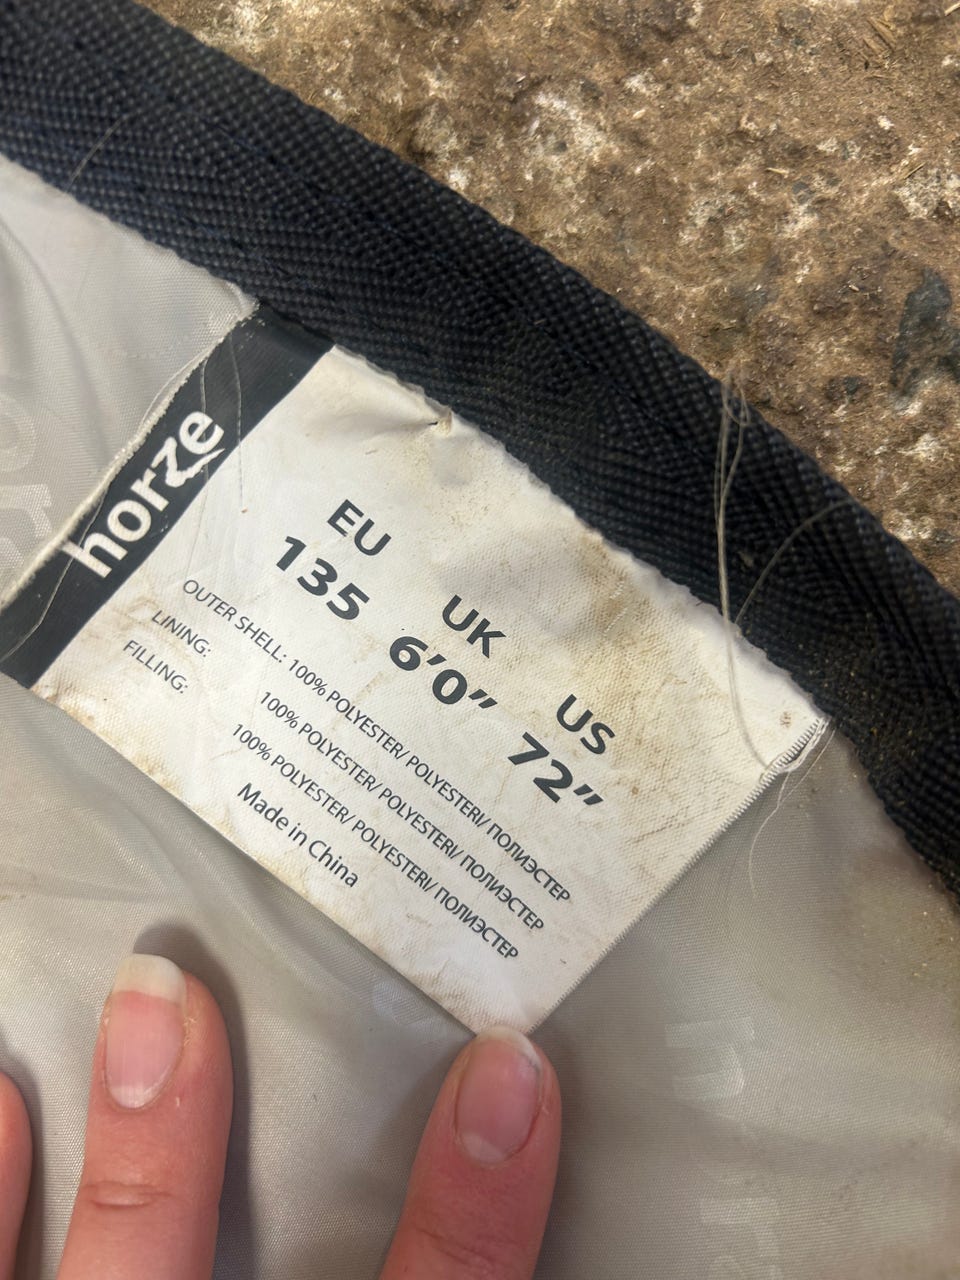 horze
EU UK US
135 6'0" 72"
OUTER SHELL: 100% POLYESTER/ POLYESTERI/ ПОЛИЭСТЕР
LINING: 100% POLYESTER/ POLYESTERI/ ПОЛИЭСТЕР
FILLING: 100% POLYESTER/ POLYESTERI/ ПОЛИЭСТЕР
Made in China